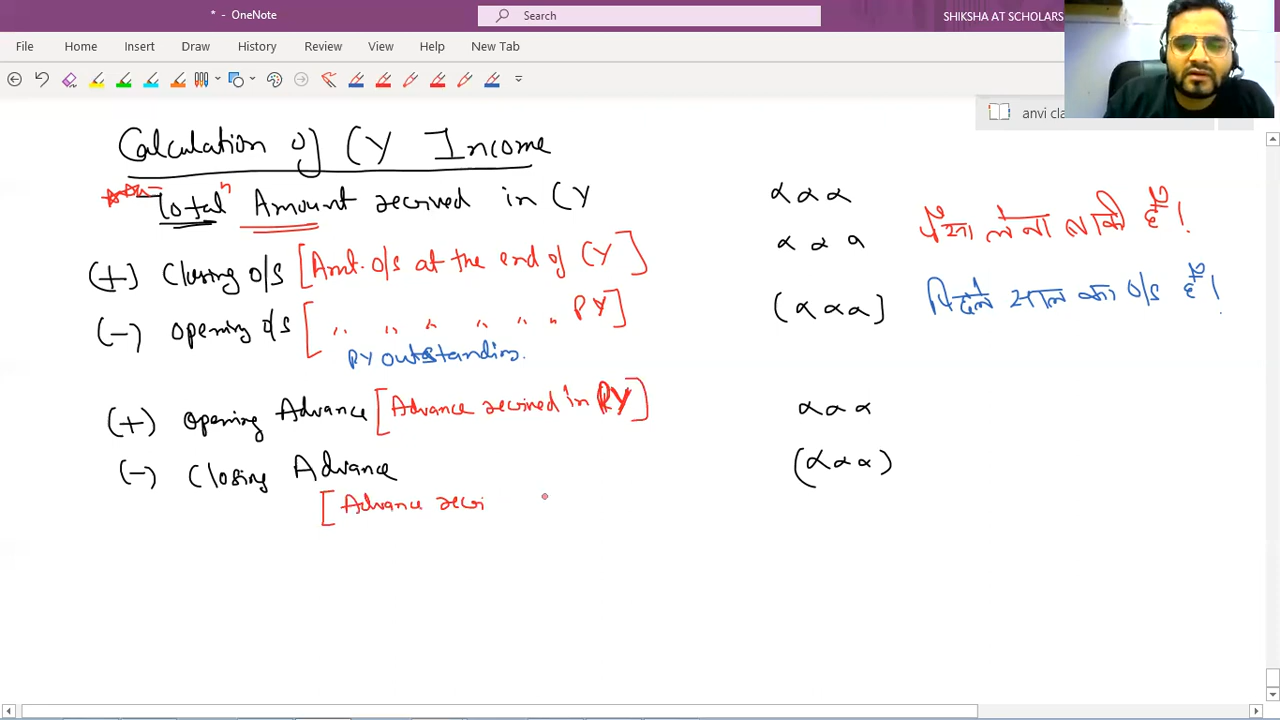 * - OneNote
Search
SHIKSHA AT SCHOLARS
File Home Insert Draw History Review View Help New Tab
anvi cla
Calculation of CY Income
Total Amount received in CY ααα
पैसा लेना बाकी है!
(+) Closing o/s [Amt. o/s at the end of CY] ααα
(-) Opening o/s [ " " " " " " PY] (ααα)
पिछले साल का O/s है!
PY outstanding.
(+) Opening Advance [Advance received in PY] ααα
(-) Closing Advance (ααα)
[Advance recei